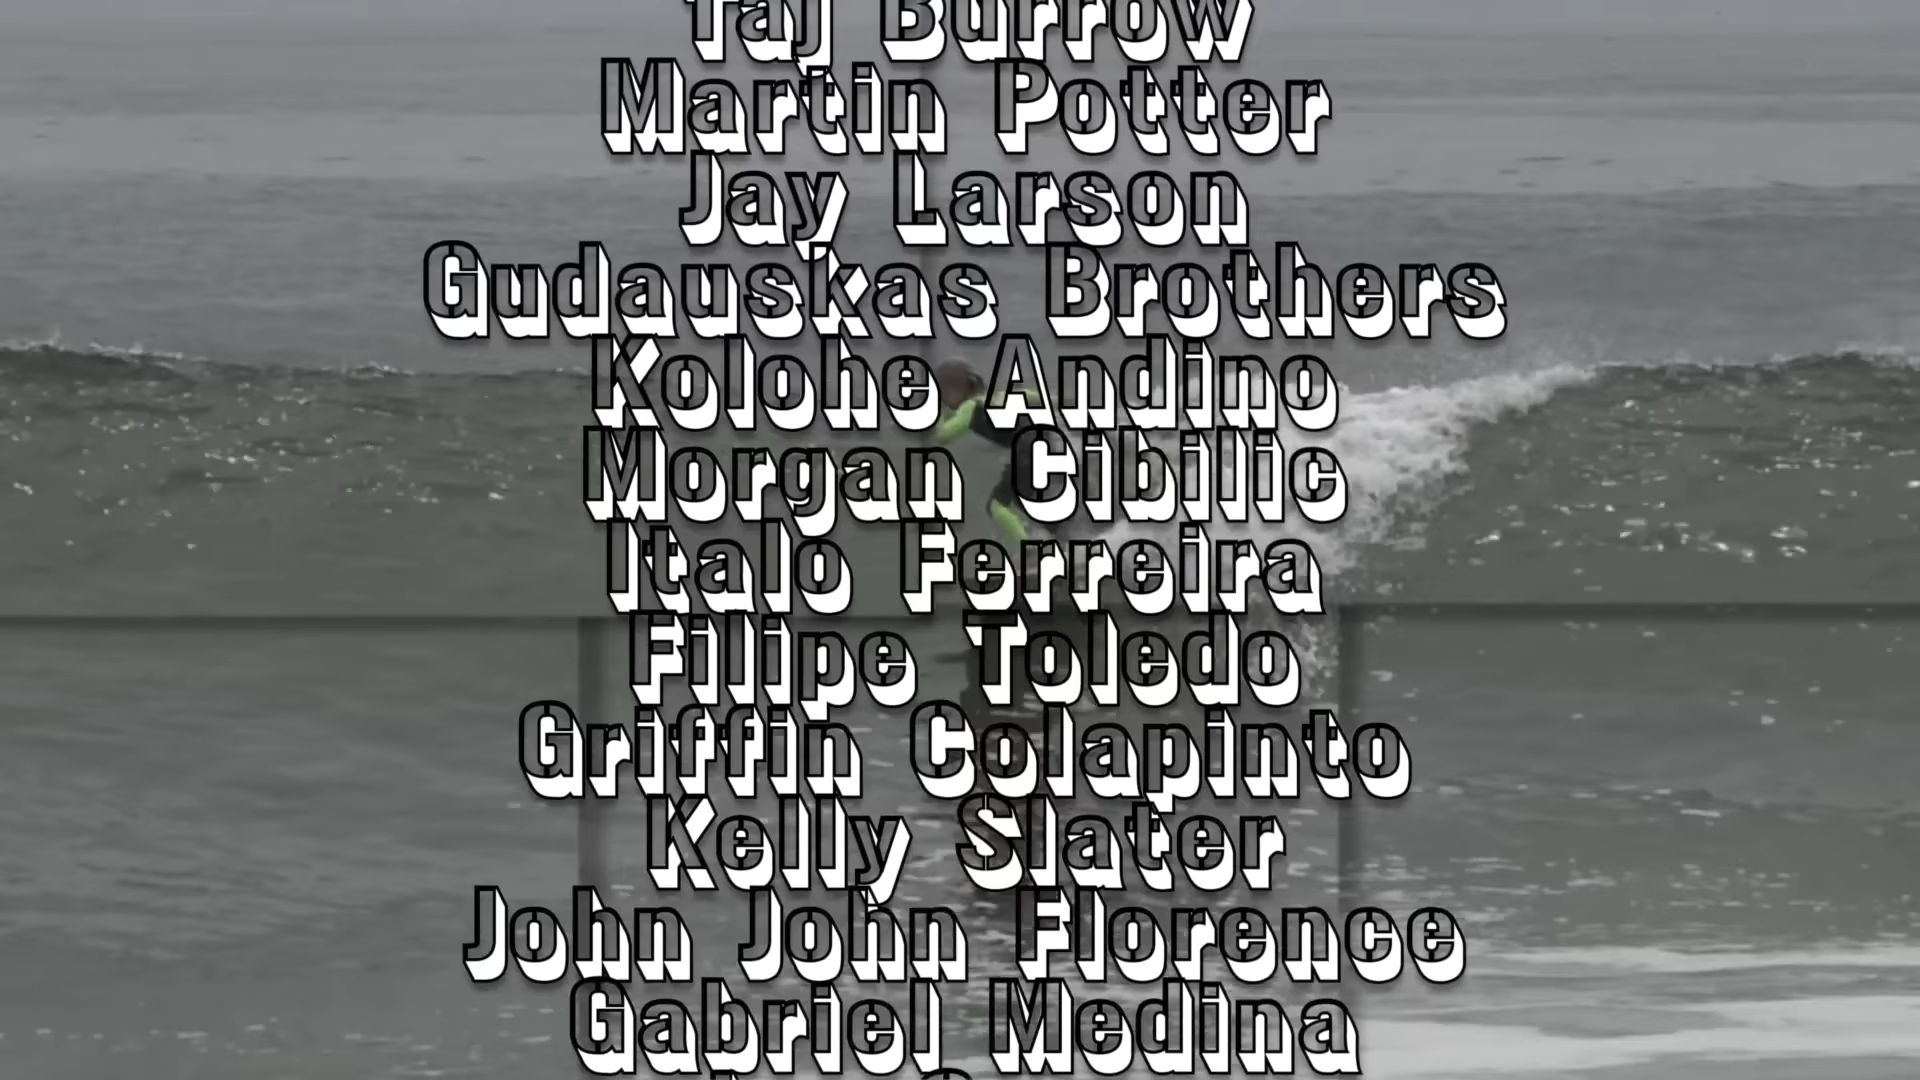 Taj Burrow
Martin Potter
Jay Larson
Gudauskas Brothers
Kolohe Andino
Morgan Cibilic
Italo Ferreira
Filipe Toledo
Griffin Colapinto
Kelly Slater
John John Florence
Gabriel Medina